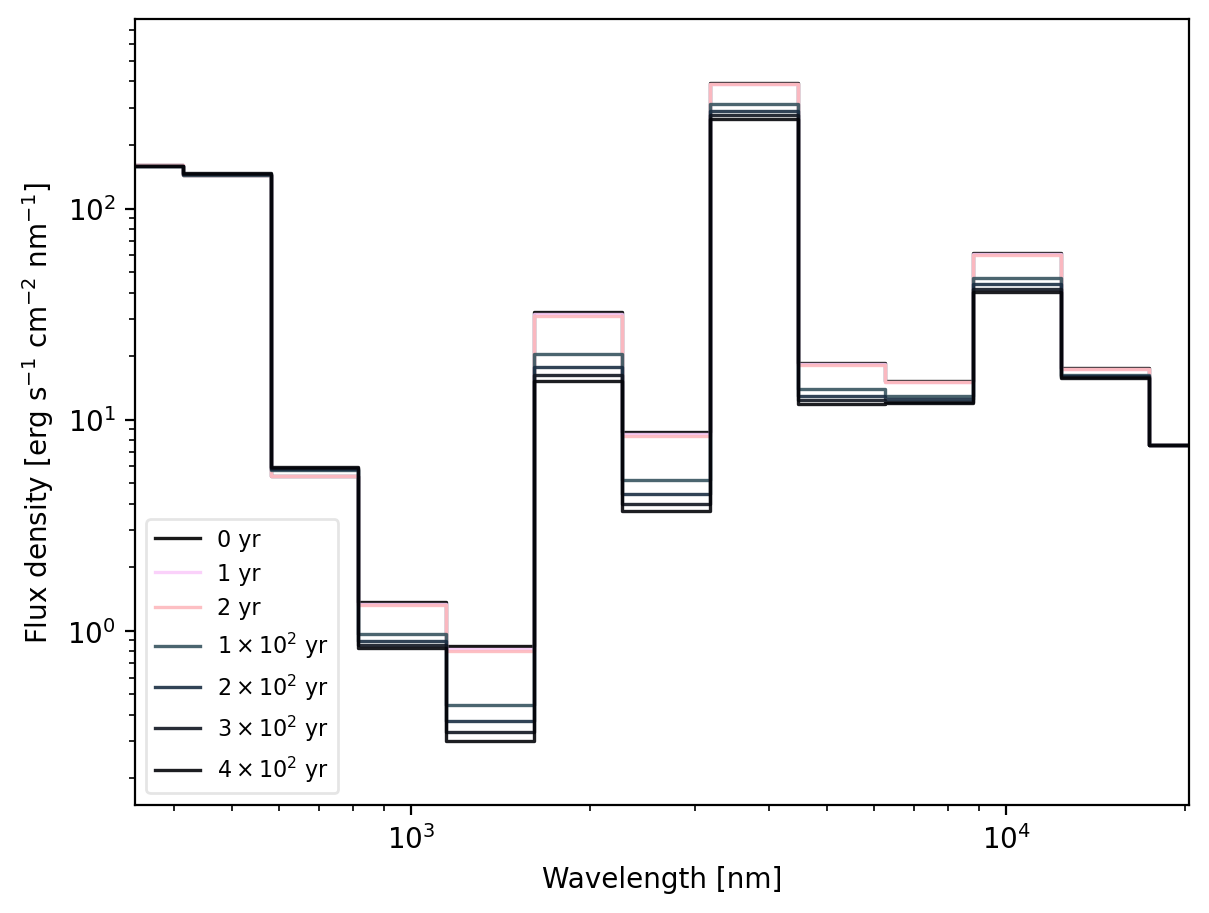 Flux density [erg s⁻¹ cm⁻² nm⁻¹]
10²
10¹
10⁰
0 yr
1 yr
2 yr
1 × 10² yr
2 × 10² yr
3 × 10² yr
4 × 10² yr
10³
10⁴
Wavelength [nm]